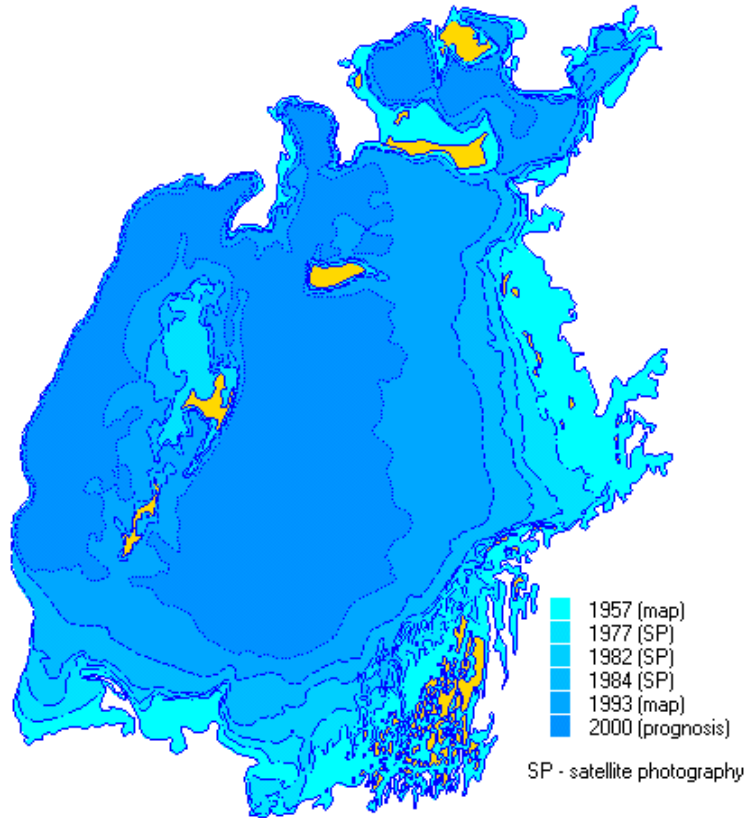 1957 (map)
1977 (SP)
1982 (SP)
1984 (SP)
1993 (map)
2000 (prognosis)
SP - satellite photography